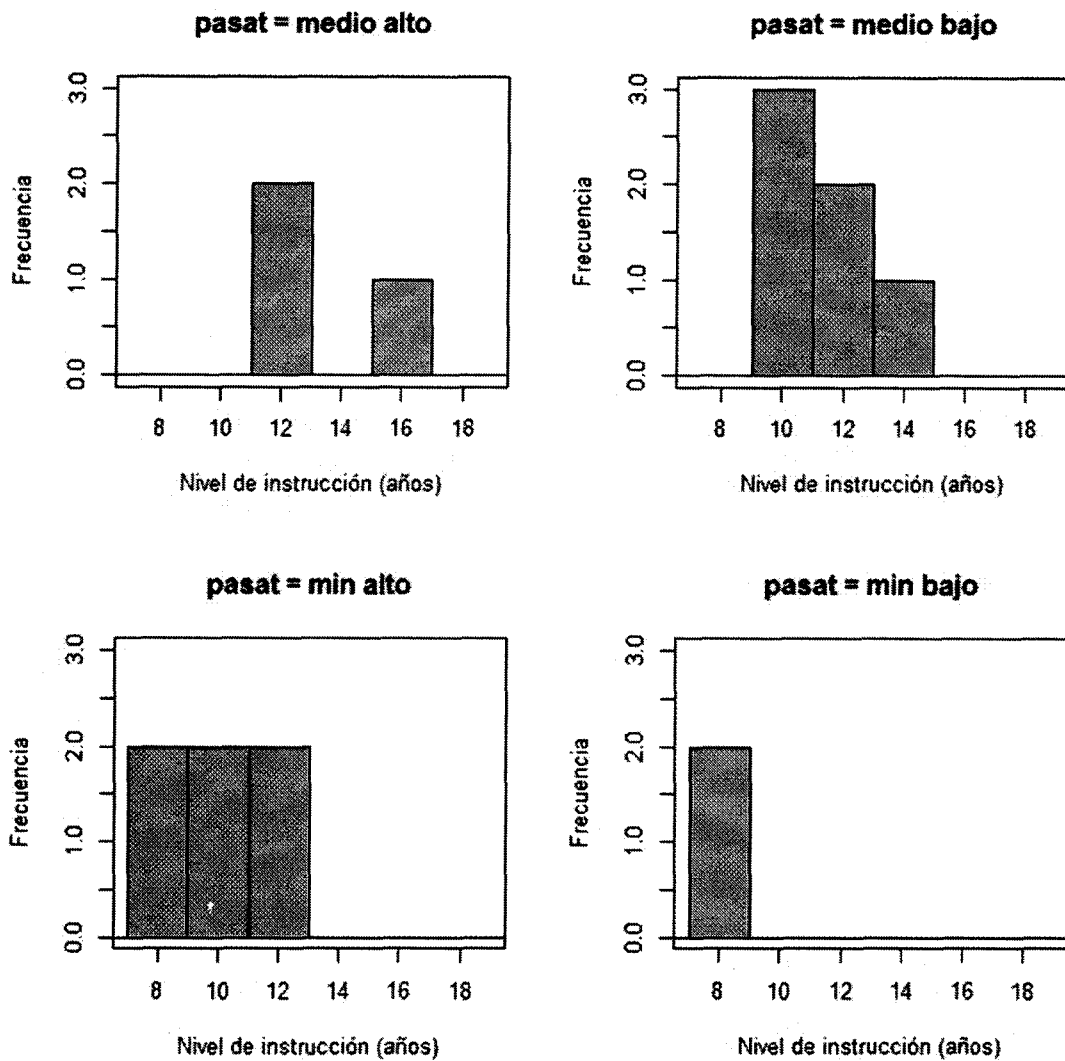 pasat = medio alto
Frecuencia
3.0
2.0
1.0
0.0
8 10 12 14 16 18
Nivel de instrucción (años)
pasat = medio bajo
Frecuencia
3.0
2.0
1.0
0.0
8 10 12 14 16 18
Nivel de instrucción (años)
pasat = min alto
Frecuencia
3.0
2.0
1.0
0.0
8 10 12 14 16 18
Nivel de instrucción (años)
pasat = min bajo
Frecuencia
3.0
2.0
1.0
0.0
8 10 12 14 16 18
Nivel de instrucción (años)